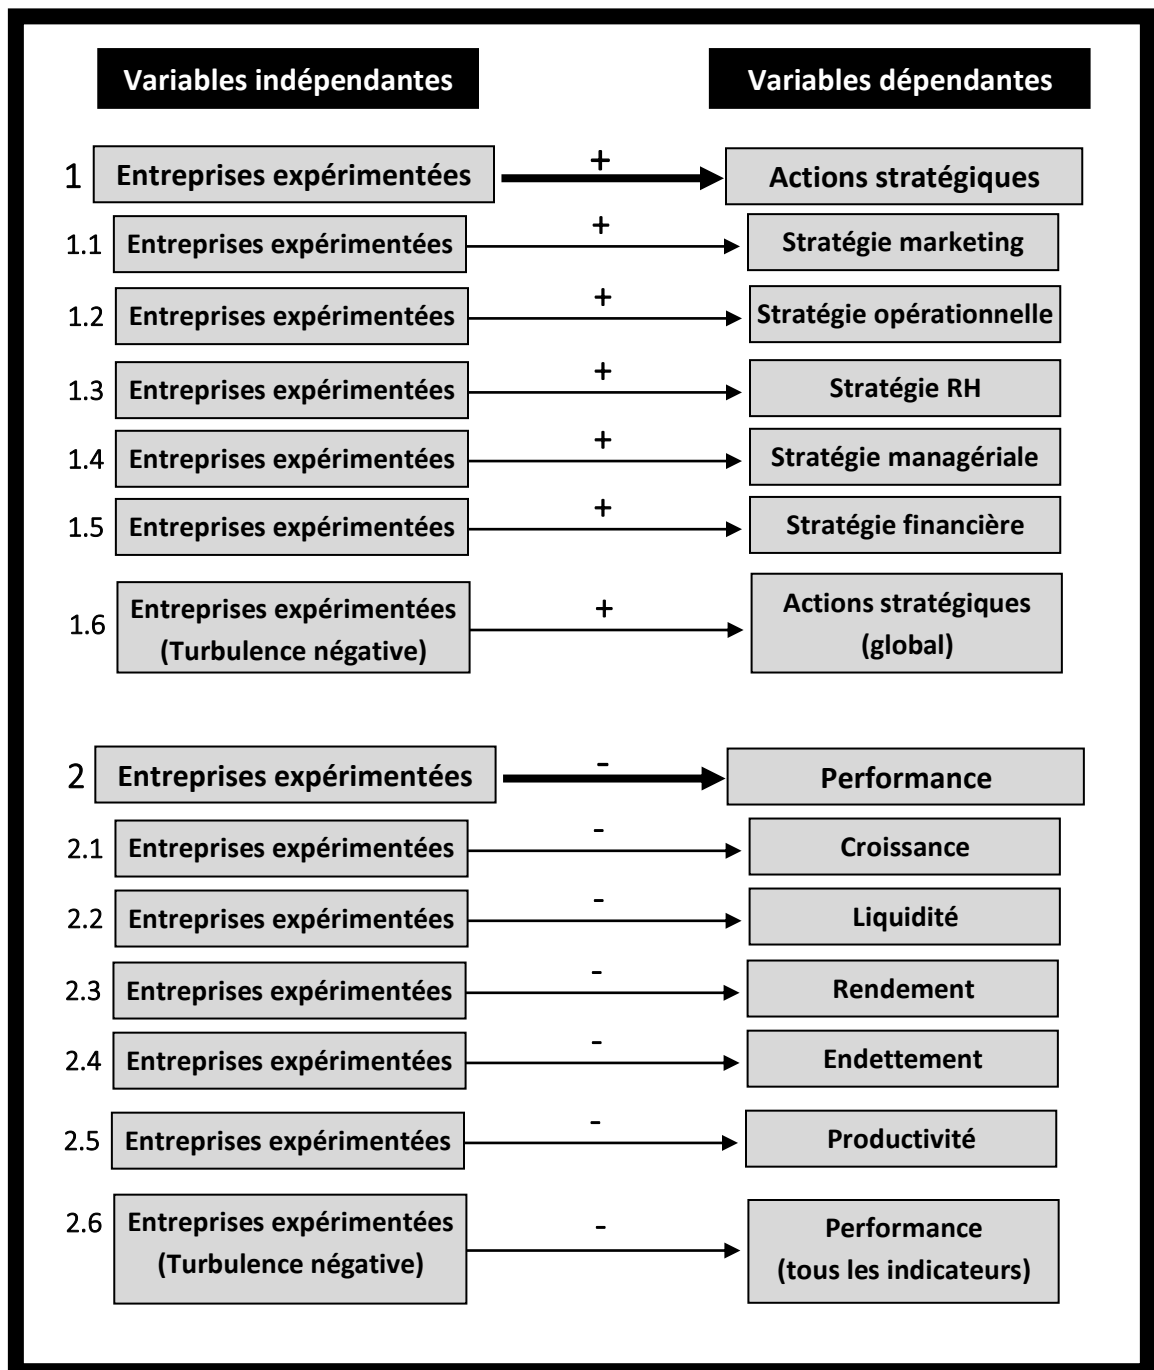 Variables indépendantes
Variables dépendantes
1 Entreprises expérimentées + Actions stratégiques
1.1 Entreprises expérimentées + Stratégie marketing
1.2 Entreprises expérimentées + Stratégie opérationnelle
1.3 Entreprises expérimentées + Stratégie RH
1.4 Entreprises expérimentées + Stratégie managériale
1.5 Entreprises expérimentées + Stratégie financière
1.6 Entreprises expérimentées
(Turbulence négative)
+
Actions stratégiques
(global)
2 Entreprises expérimentées - Performance
2.1 Entreprises expérimentées - Croissance
2.2 Entreprises expérimentées - Liquidité
2.3 Entreprises expérimentées - Rendement
2.4 Entreprises expérimentées - Endettement
2.5 Entreprises expérimentées - Productivité
2.6 Entreprises expérimentées
(Turbulence négative)
-
Performance
(tous les indicateurs)